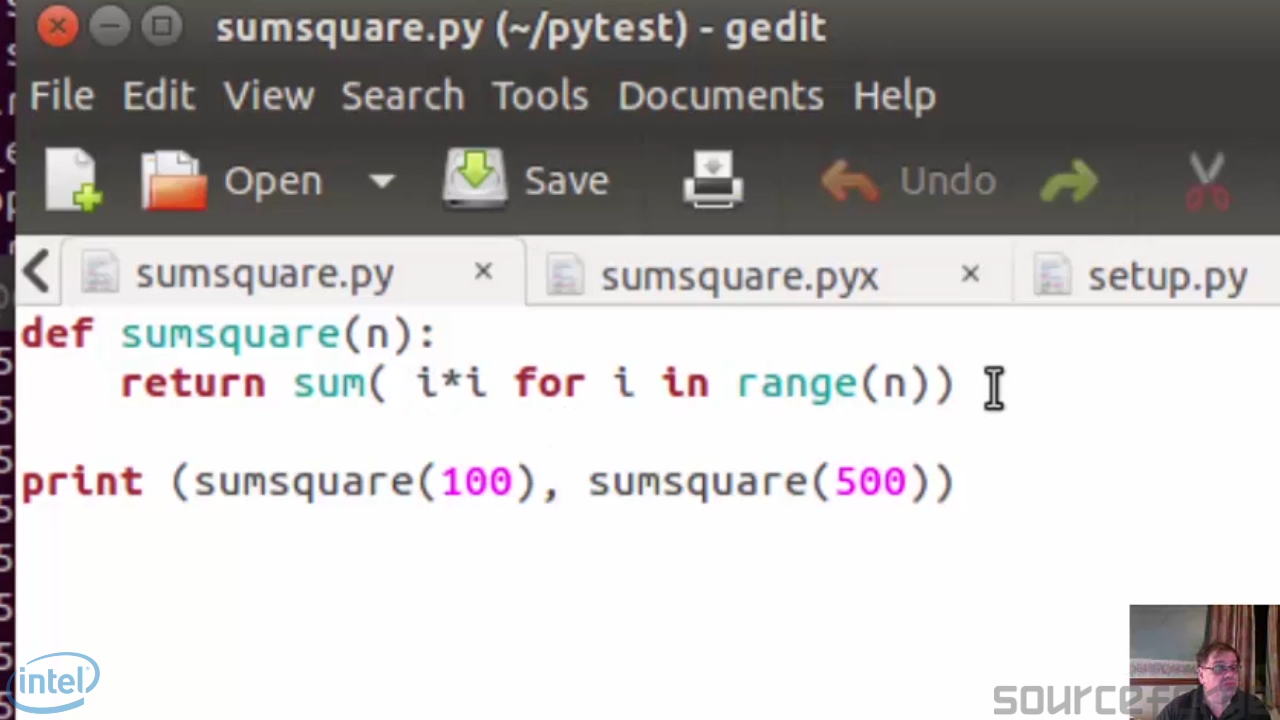 sumsquare.py (~/pytest) - gedit
File Edit View Search Tools Documents Help
Open Save Undo
sumsquare.py × sumsquare.pyx × setup.py
def sumsquare(n):
    return sum( i*i for i in range(n))
print (sumsquare(100), sumsquare(500))
intel